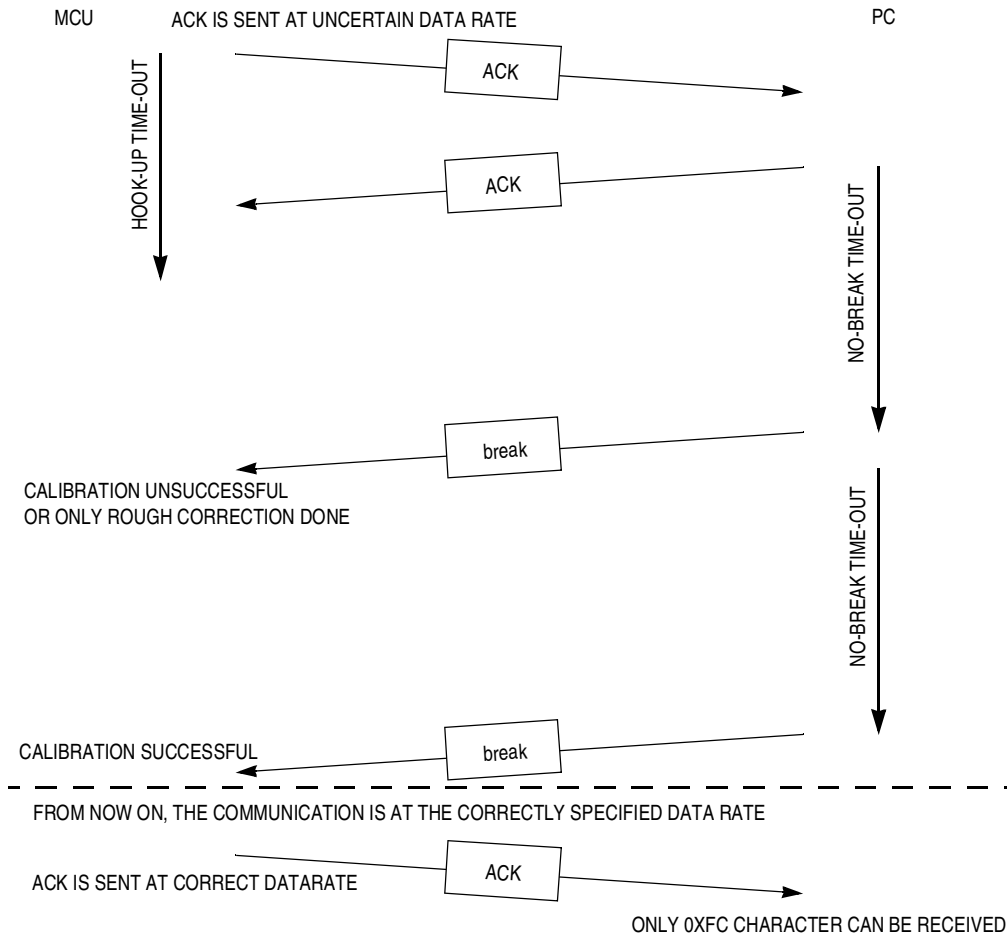 MCU
ACK IS SENT AT UNCERTAIN DATA RATE
PC
ACK
HOOK-UP TIME-OUT
ACK
NO-BREAK TIME-OUT
break
CALIBRATION UNSUCCESSFUL
OR ONLY ROUGH CORRECTION DONE
NO-BREAK TIME-OUT
break
CALIBRATION SUCCESSFUL
FROM NOW ON, THE COMMUNICATION IS AT THE CORRECTLY SPECIFIED DATA RATE
ACK
ACK IS SENT AT CORRECT DATARATE
ONLY 0XFC CHARACTER CAN BE RECEIVED